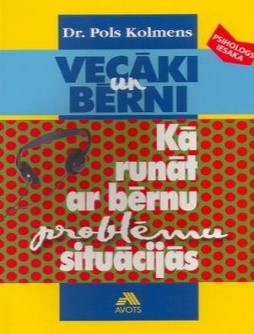 Dr. Pols Kolmens
PSIHOLOGS
IESAKA
VECĀKI
un
BĒRNI
Kā
runāt
ar bērnu
problēmu
situācijās
AVOTS